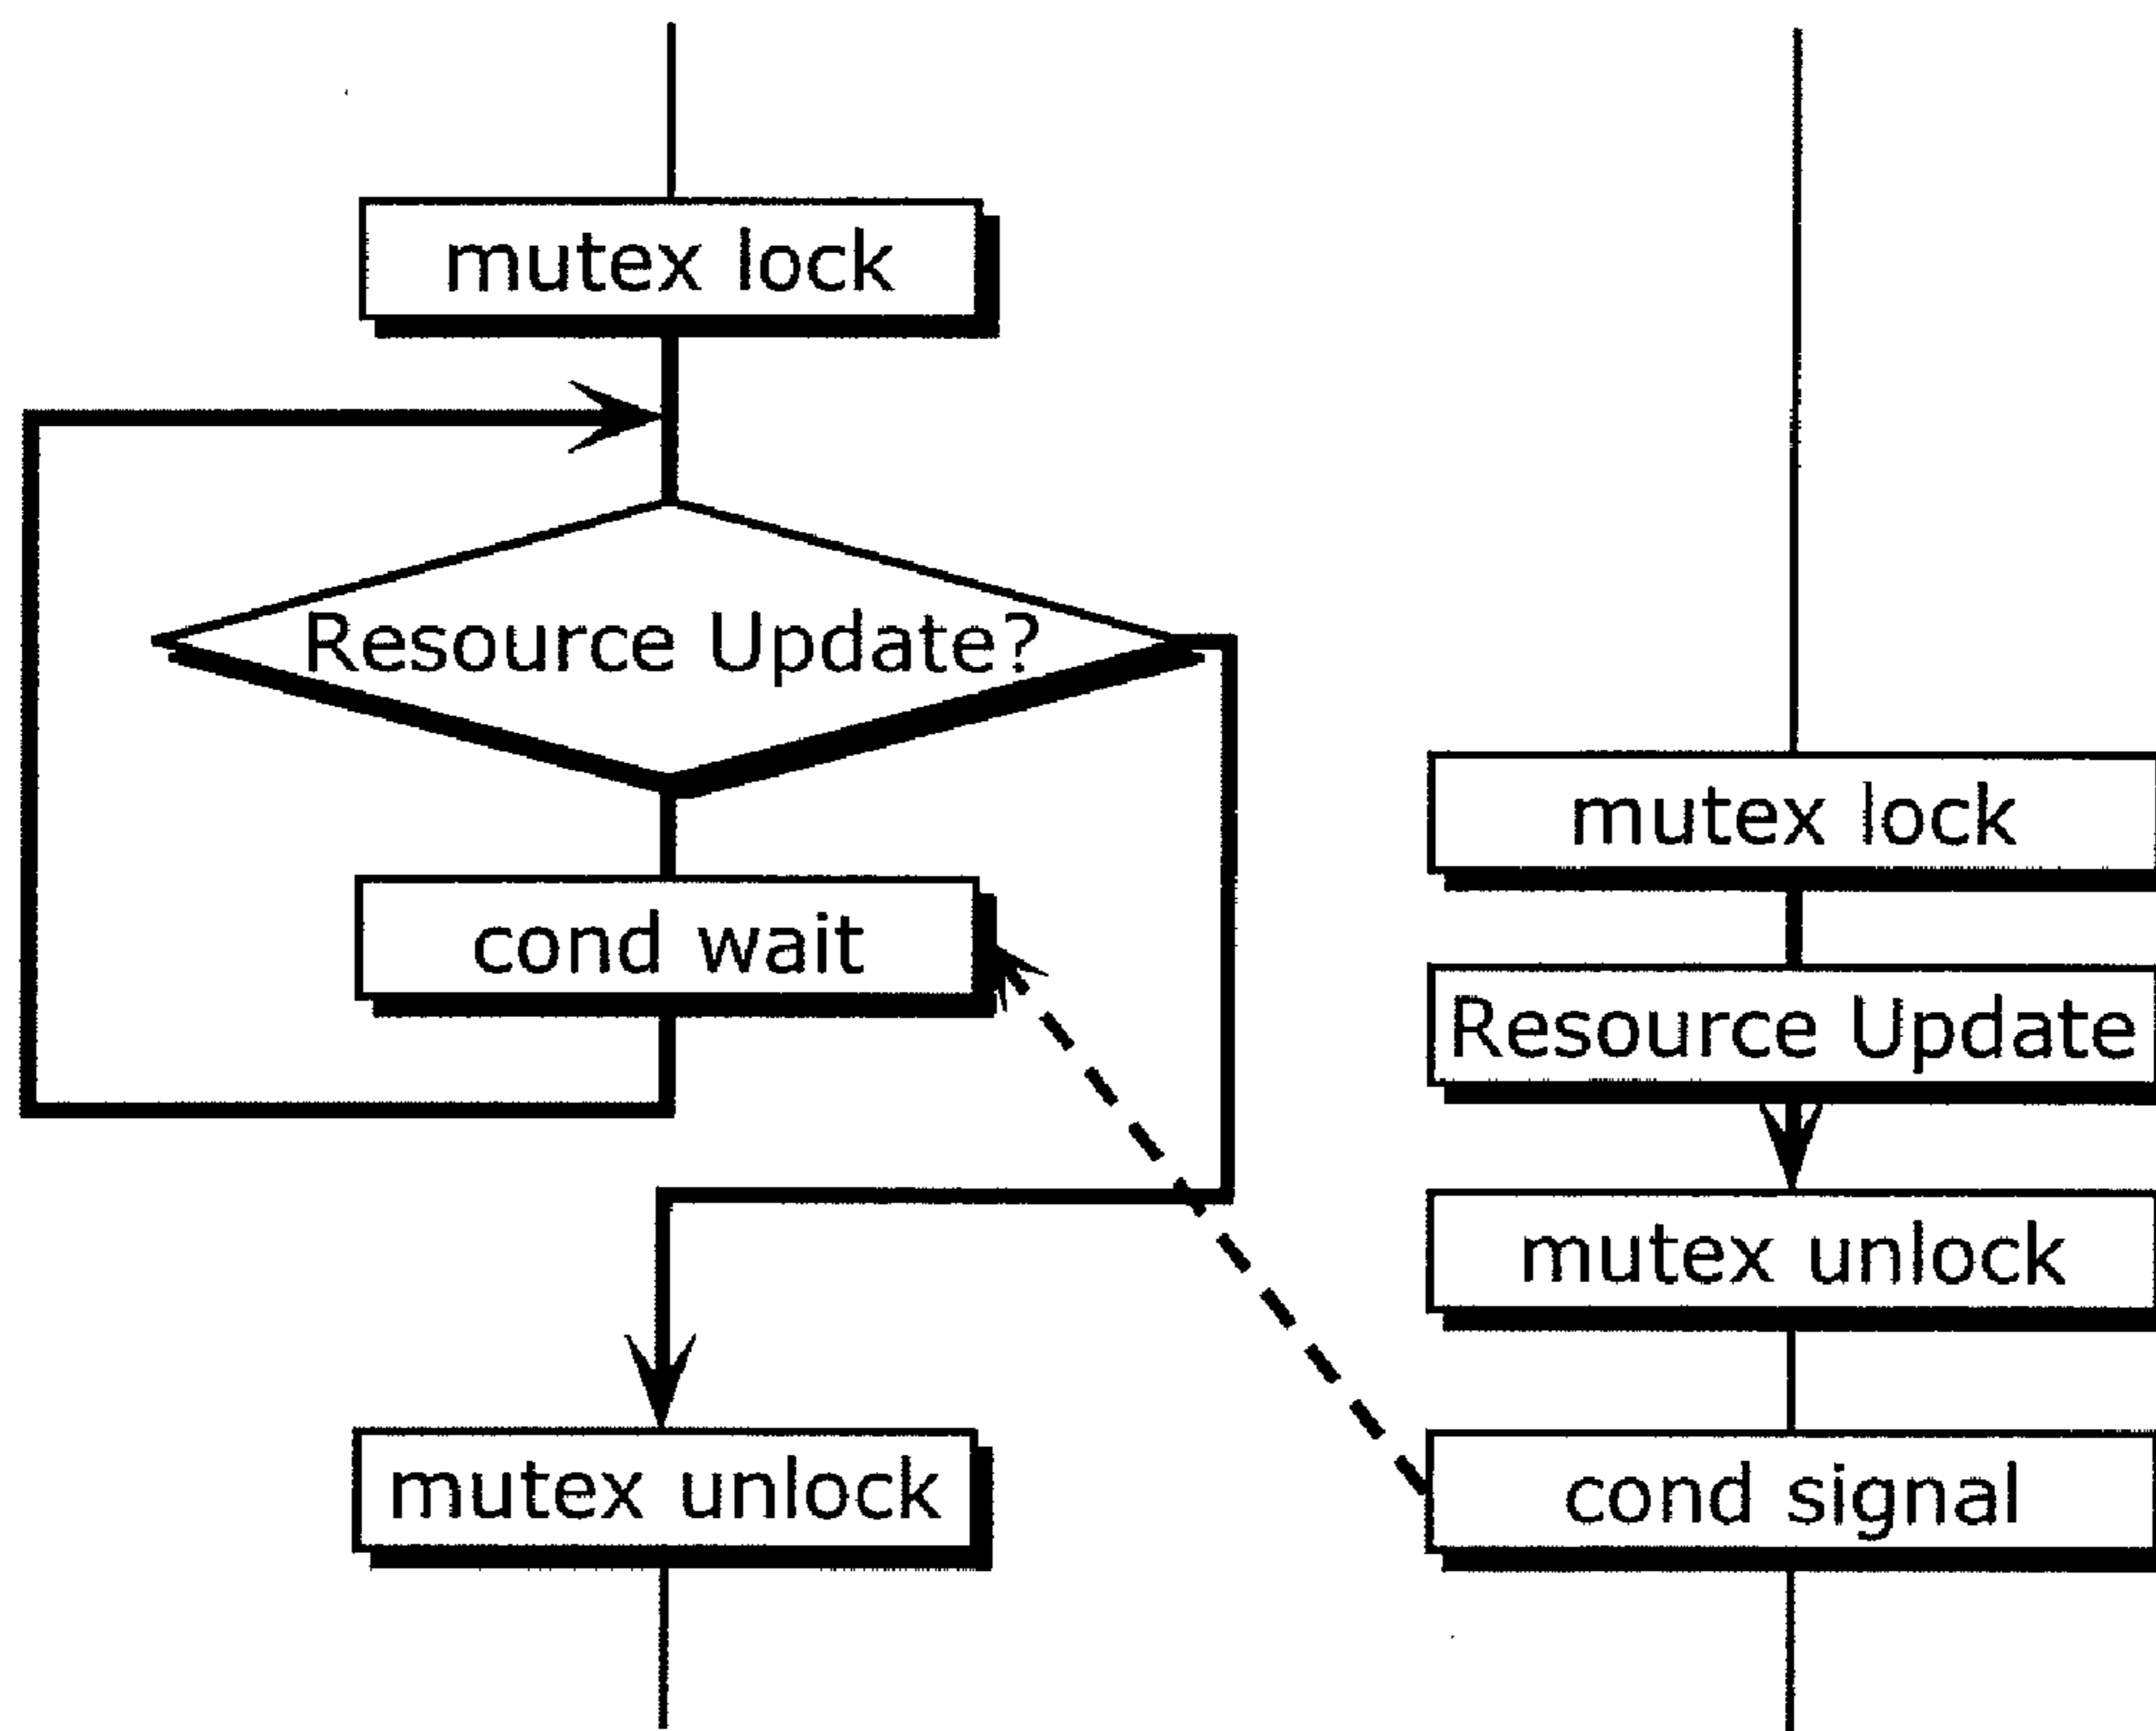 mutex lock
Resource Update?
cond wait
mutex unlock
mutex lock
Resource Update
mutex unlock
cond signal